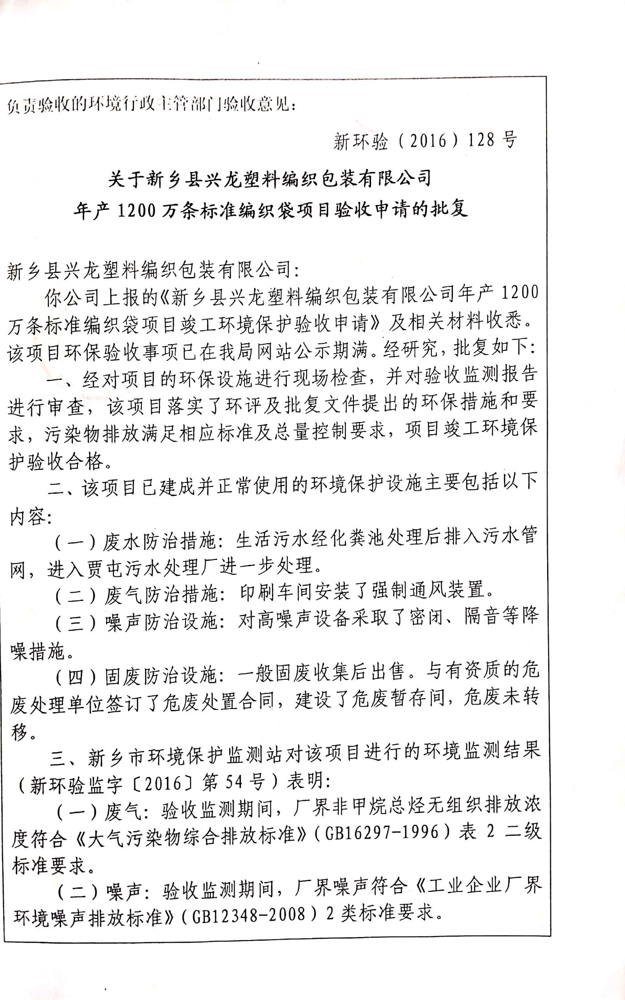 负责验收的环境行政主管部门验收意见：
新环验（2016）128 号
关于新乡县兴龙塑料编织包装有限公司
年产 1200 万条标准编织袋项目验收申请的批复
新乡县兴龙塑料编织包装有限公司：
你公司上报的《新乡县兴龙塑料编织包装有限公司年产 1200
万条标准编织袋项目竣工环境保护验收申请》及相关材料收悉。
该项目环保验收事项已在我局网站公示期满。经研究，批复如下：
一、经对项目的环保设施进行现场检查，并对验收监测报告
进行审查，该项目落实了环评及批复文件提出的环保措施和要
求，污染物排放满足相应标准及总量控制要求，项目竣工环境保
护验收合格。
二、该项目已建成并正常使用的环境保护设施主要包括以下
内容：
（一）废水防治措施：生活污水经化粪池处理后排入污水管
网，进入贾屯污水处理厂进一步处理。
（二）废气防治措施：印刷车间安装了强制通风装置。
（三）噪声防治设施：对高噪声设备采取了密闭、隔音等降
噪措施。
（四）固废防治设施：一般固废收集后出售。与有资质的危
废处理单位签订了危废处置合同，建设了危废暂存间，危废未转
移。
三、新乡市环境保护监测站对该项目进行的环境监测结果
（新环验监字〔2016〕第 54 号）表明：
（一）废气：验收监测期间，厂界非甲烷总烃无组织排放浓
度符合《大气污染物综合排放标准》（GB16297-1996）表 2 二级
标准要求。
（二）噪声：验收监测期间，厂界噪声符合《工业企业厂界
环境噪声排放标准》（GB12348-2008）2 类标准要求。